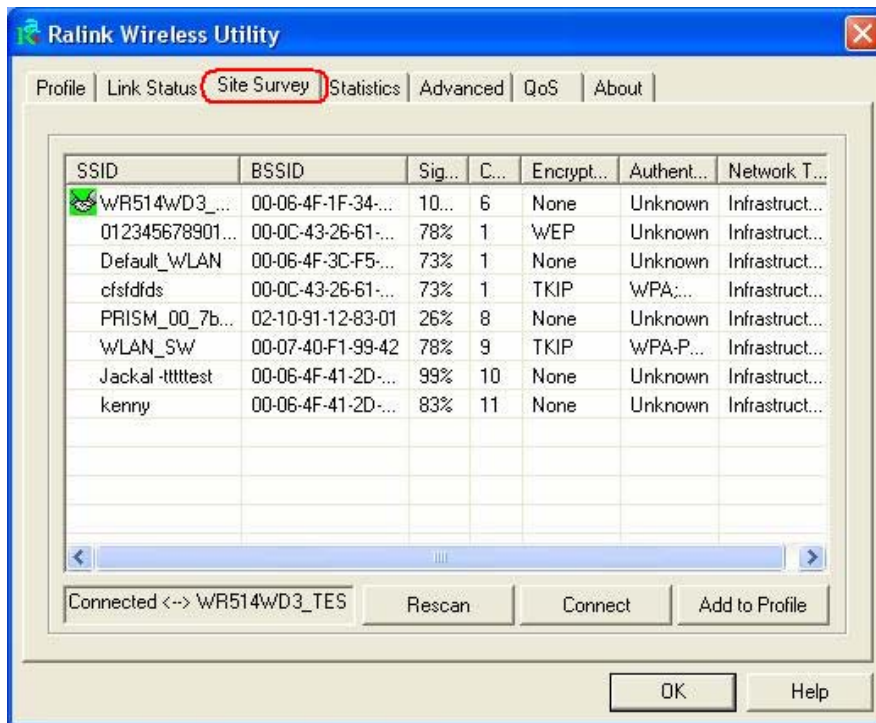 Ralink Wireless Utility
Profile Link Status Site Survey Statistics Advanced QoS About
SSID BSSID Sig... C... Encrypt... Authent... Network T...
WR514WD3_... 00-06-4F-1F-34-... 10... 6 None Unknown Infrastruct...
012345678901... 00-0C-43-26-61-... 78% 1 WEP Unknown Infrastruct...
Default_WLAN 00-06-4F-3C-F5-... 73% 1 None Unknown Infrastruct...
cfsfdfds 00-0C-43-26-61-... 73% 1 TKIP WPA;... Infrastruct...
PRISM_00_7b... 02-10-91-12-83-01 26% 8 None Unknown Infrastruct...
WLAN_SW 00-07-40-F1-99-42 78% 9 TKIP WPA-P... Infrastruct...
Jackal -tttttest 00-06-4F-41-2D-... 99% 10 None Unknown Infrastruct...
kenny 00-06-4F-41-2D-... 83% 11 None Unknown Infrastruct...
Connected <--> WR514WD3_TES Rescan Connect Add to Profile
OK Help